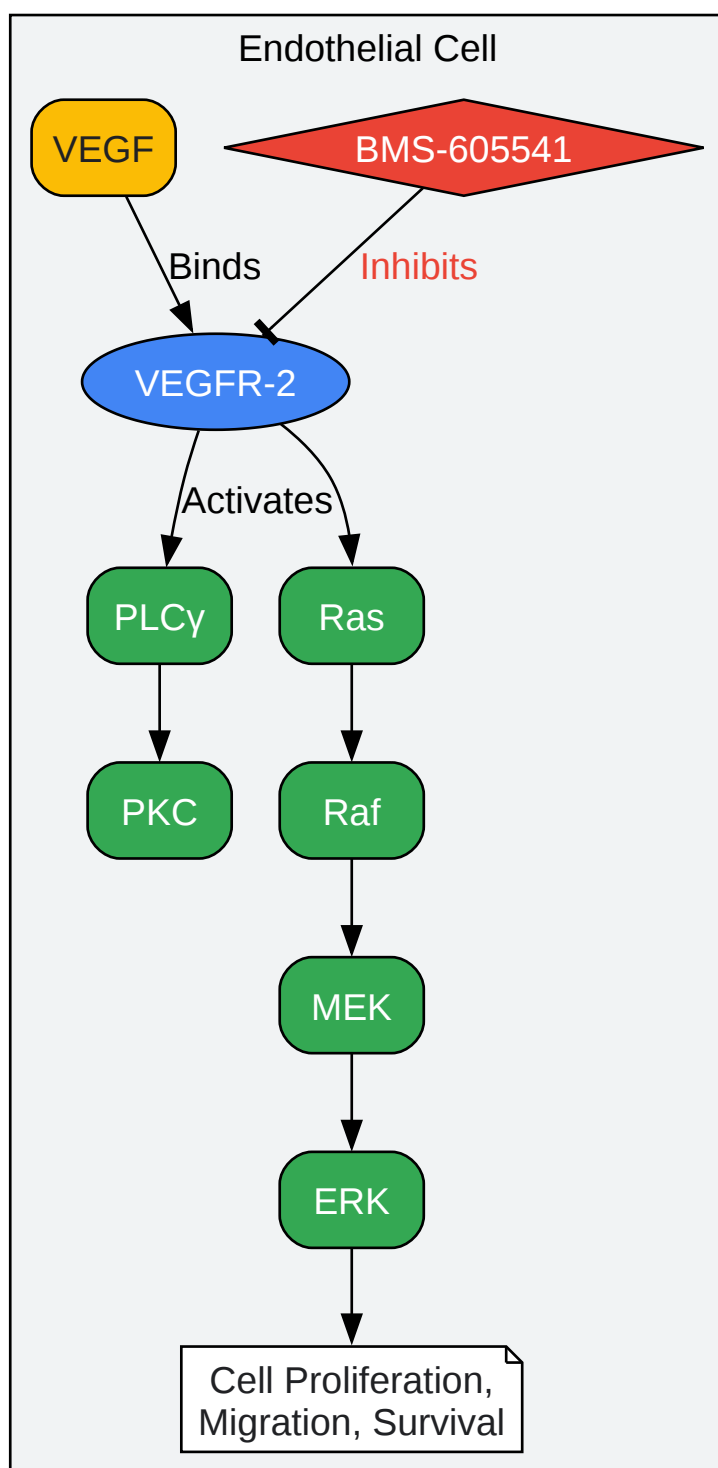 Endothelial Cell
VEGF
BMS-605541
Binds
Inhibits
VEGFR-2
Activates
PLCγ
Ras
PKC
Raf
MEK
ERK
Cell Proliferation,
Migration, Survival